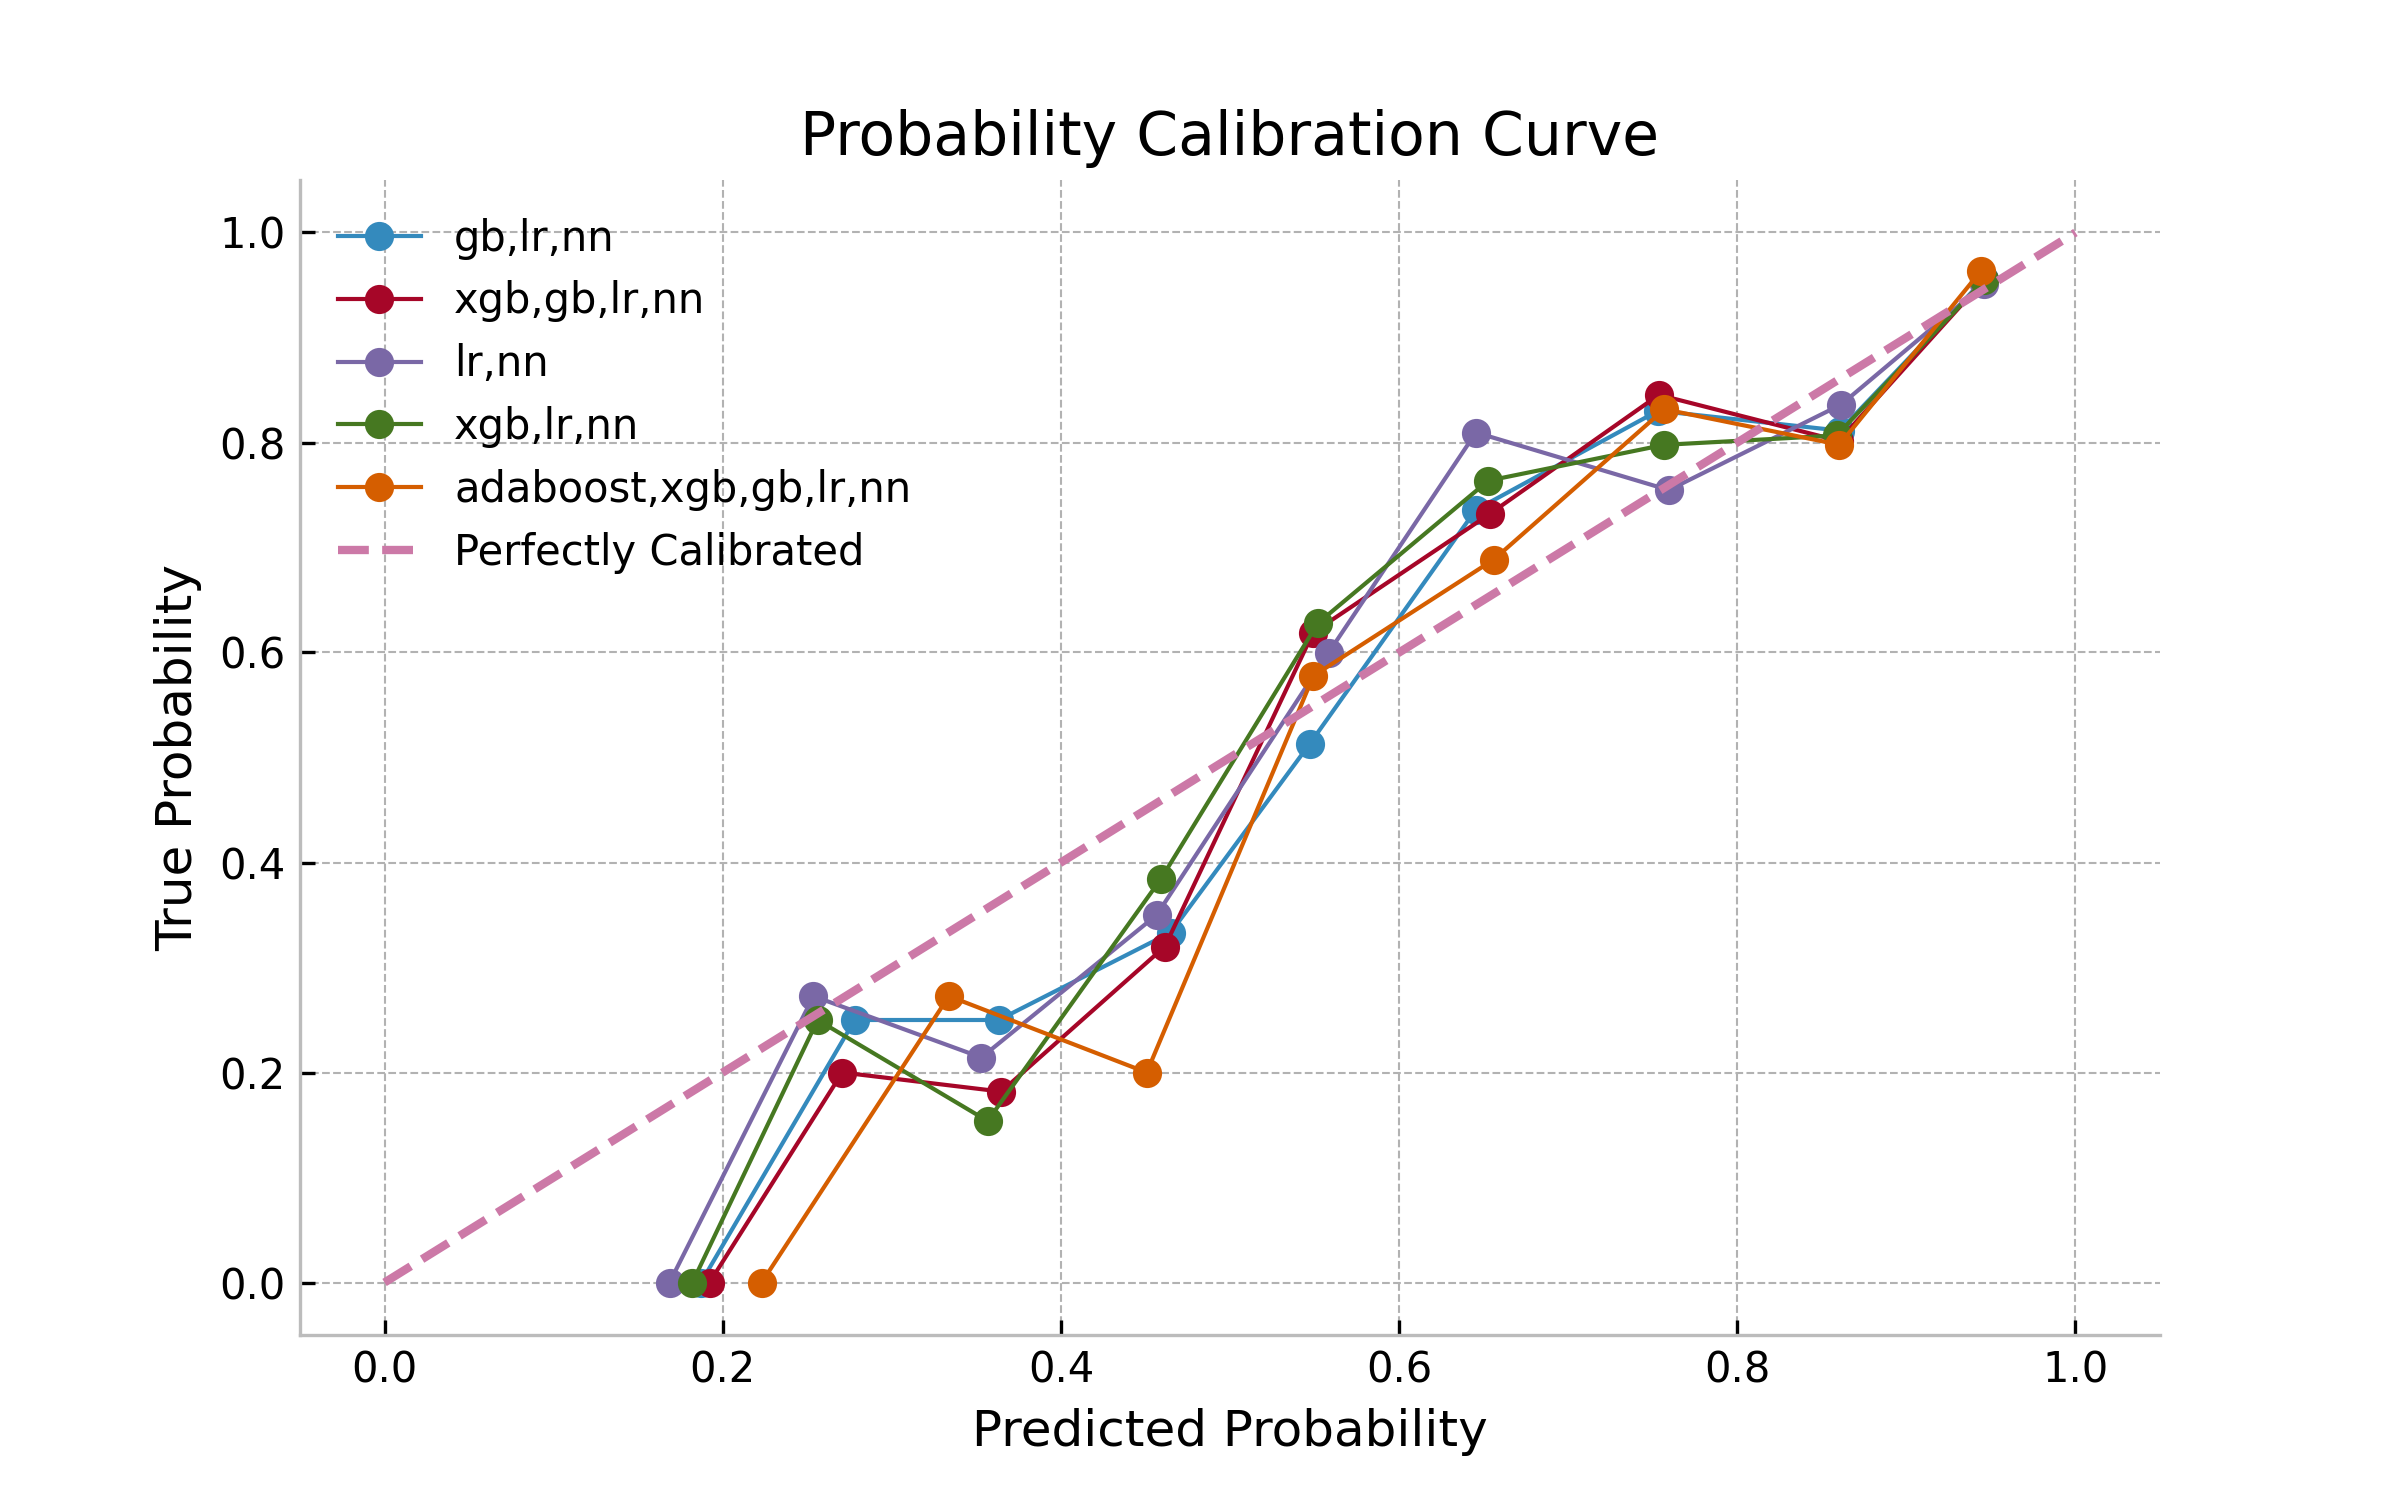 Probability Calibration Curve
gb,lr,nn
xgb,gb,lr,nn
lr,nn
xgb,lr,nn
adaboost,xgb,gb,lr,nn
Perfectly Calibrated
True Probability
1.0
0.8
0.6
0.4
0.2
0.0
0.0 0.2 0.4 0.6 0.8 1.0
Predicted Probability